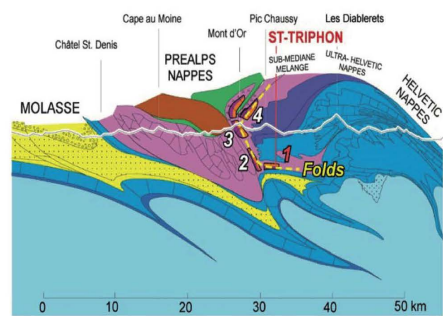 Cape au Moine
Pic Chaussy
Les Diablerets
Mont d'Or
ST-TRIPHON
Châtel St. Denis
PREALPS
NAPPES
SUB-MEDIANE
MELANGE
ULTRA- HELVETIC
NAPPES
MOLASSE
HELVETIC
NAPPES
4
3
1
2
Folds
0 10 20 30 40 50 km